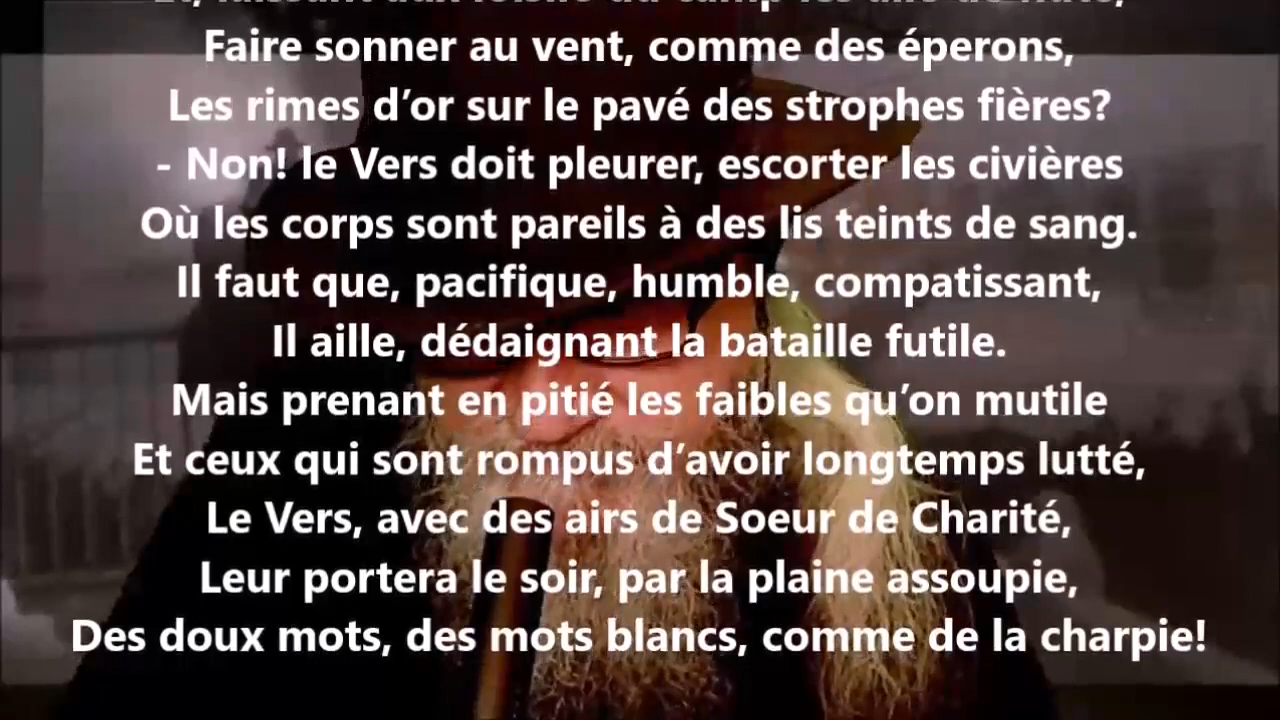 Faire sonner au vent, comme des éperons,
Les rimes d’or sur le pavé des strophes fières?
- Non! le Vers doit pleurer, escorter les civières
Où les corps sont pareils à des lis teints de sang.
Il faut que, pacifique, humble, compatissant,
Il aille, dédaignant la bataille futile.
Mais prenant en pitié les faibles qu’on mutile
Et ceux qui sont rompus d’avoir longtemps lutté,
Le Vers, avec des airs de Soeur de Charité,
Leur portera le soir, par la plaine assoupie,
Des doux mots, des mots blancs, comme de la charpie!